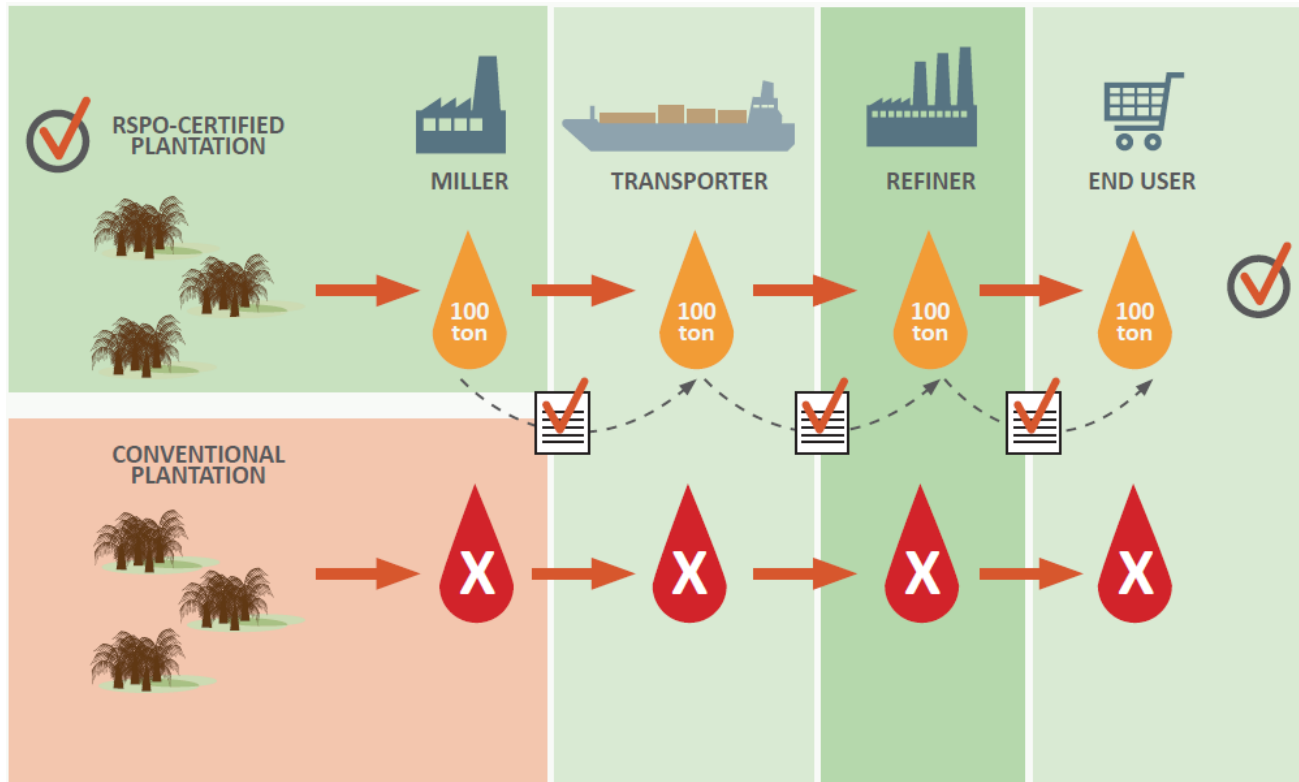 RSPO-CERTIFIED
PLANTATION
MILLER
TRANSPORTER
REFINER
END USER
100
ton
100
ton
100
ton
100
ton
CONVENTIONAL
PLANTATION
X
X
X
X